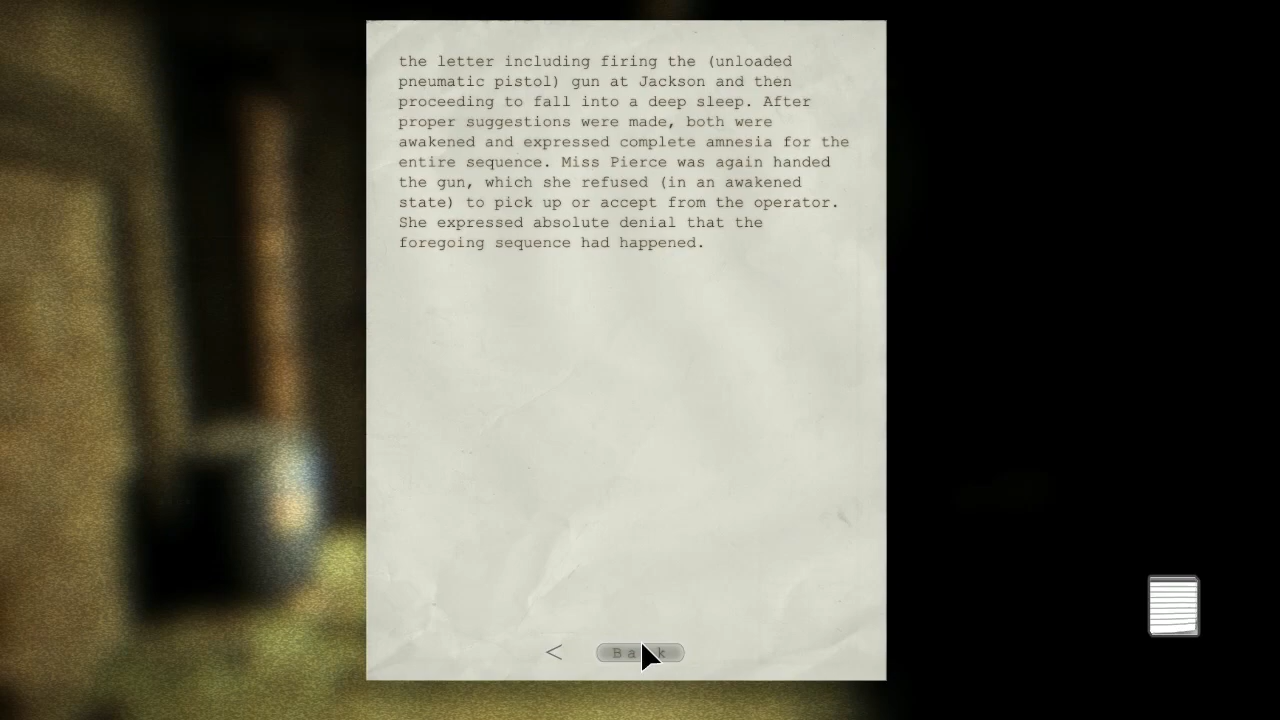 the letter including firing the (unloaded
pneumatic pistol) gun at Jackson and then
proceeding to fall into a deep sleep. After
proper suggestions were made, both were
awakened and expressed complete amnesia for the
entire sequence. Miss Pierce was again handed
the gun, which she refused (in an awakened
state) to pick up or accept from the operator.
She expressed absolute denial that the
foregoing sequence had happened.
< Back